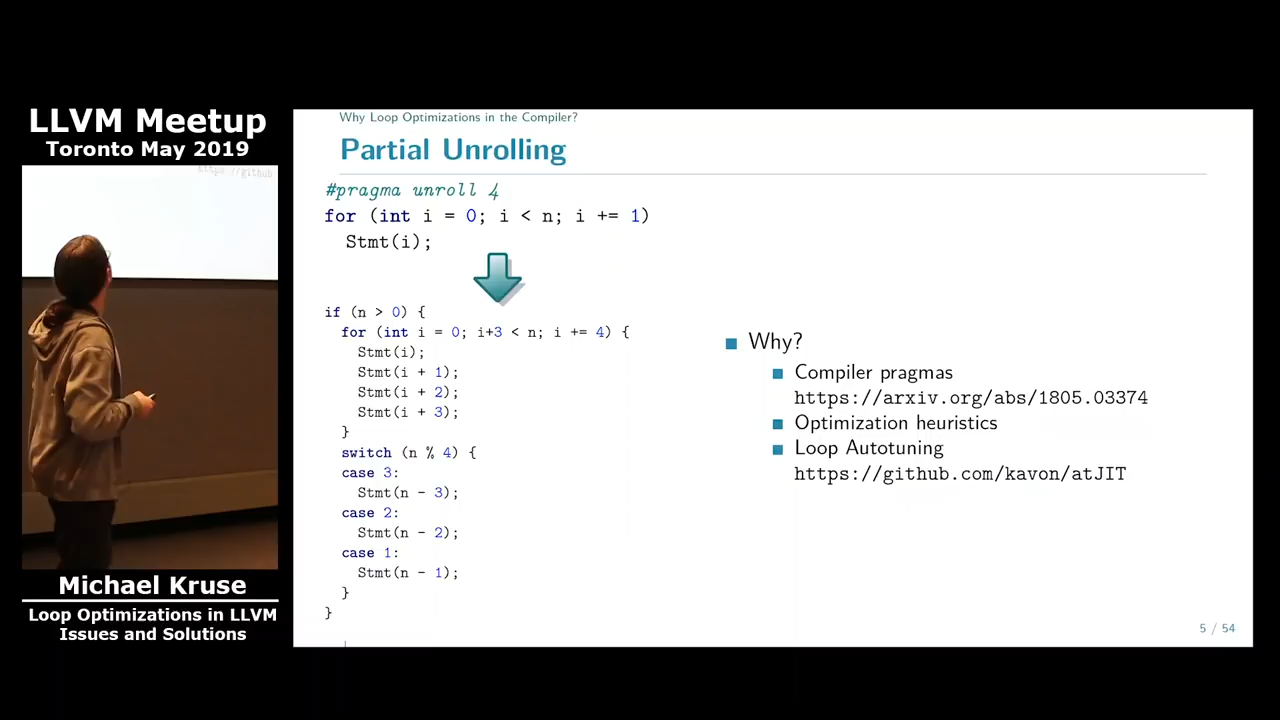 LLVM Meetup
Toronto May 2019
https://github
Michael Kruse
Loop Optimizations in LLVM
Issues and Solutions
Why Loop Optimizations in the Compiler?
Partial Unrolling
#pragma unroll 4
for (int i = 0; i < n; i += 1)
Stmt(i);
if (n > 0) {
for (int i = 0; i+3 < n; i += 4) {
Stmt(i);
Stmt(i + 1);
Stmt(i + 2);
Stmt(i + 3);
}
switch (n % 4) {
case 3:
Stmt(n - 3);
case 2:
Stmt(n - 2);
case 1:
Stmt(n - 1);
}
}
Why?
Compiler pragmas
https://arxiv.org/abs/1805.03374
Optimization heuristics
Loop Autotuning
https://github.com/kavon/atJIT
5 / 54